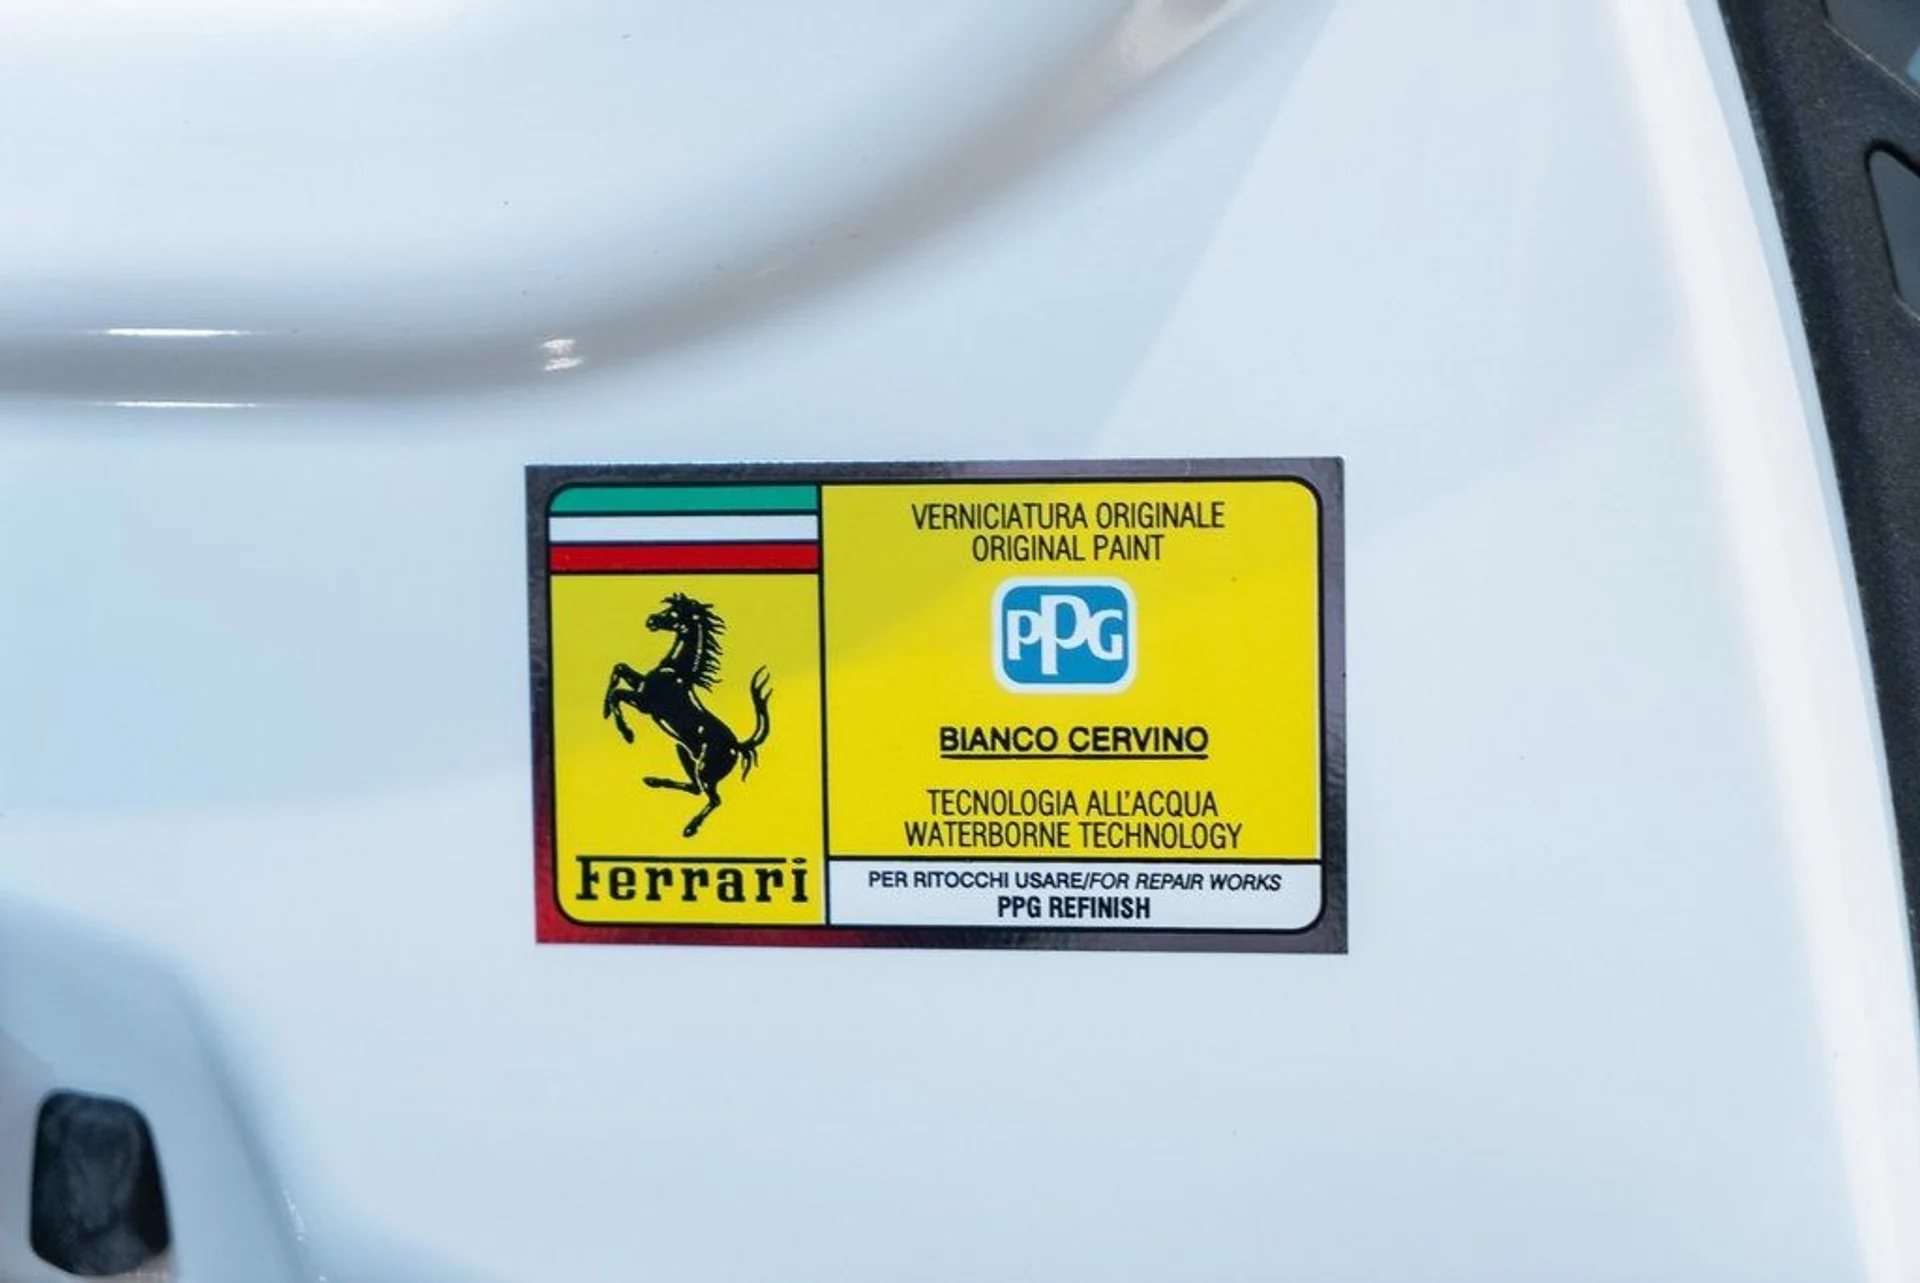 VERNICIATURA ORIGINALE
ORIGINAL PAINT
PPG
BIANCO CERVINO
TECNOLOGIA ALL'ACQUA
WATERBORNE TECHNOLOGY
Ferrari
PER RITOCCHI USARE/FOR REPAIR WORKS
PPG REFINISH